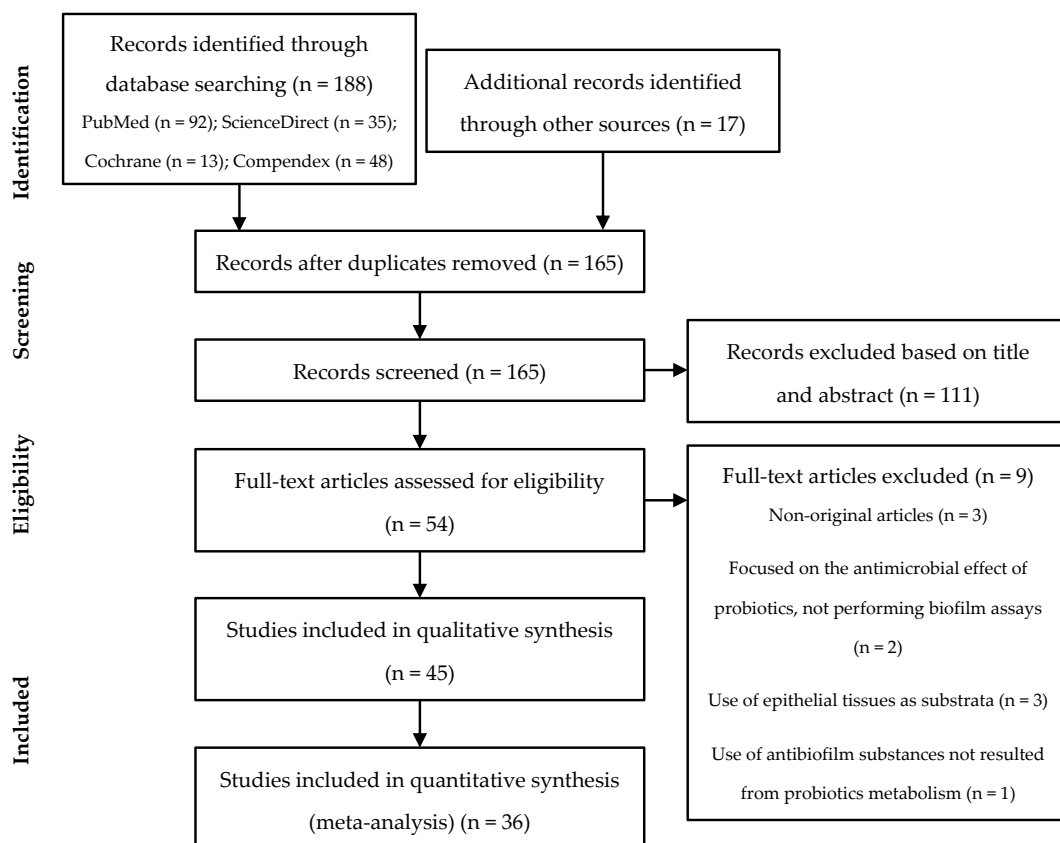 Identification
Records identified through
database searching (n = 188)
PubMed (n = 92); ScienceDirect (n = 35);
Cochrane (n = 13); Compendex (n = 48)
Additional records identified
through other sources (n = 17)
Screening
Records after duplicates removed (n = 165)
Records screened (n = 165)
Records excluded based on title
and abstract (n = 111)
Eligibility
Full-text articles assessed for eligibility
(n = 54)
Full-text articles excluded (n = 9)
Non-original articles (n = 3)
Focused on the antimicrobial effect of
probiotics, not performing biofilm assays
(n = 2)
Use of epithelial tissues as substrata (n = 3)
Use of antibiofilm substances not resulted
from probiotics metabolism (n = 1)
Included
Studies included in qualitative synthesis
(n = 45)
Studies included in quantitative synthesis
(meta-analysis) (n = 36)